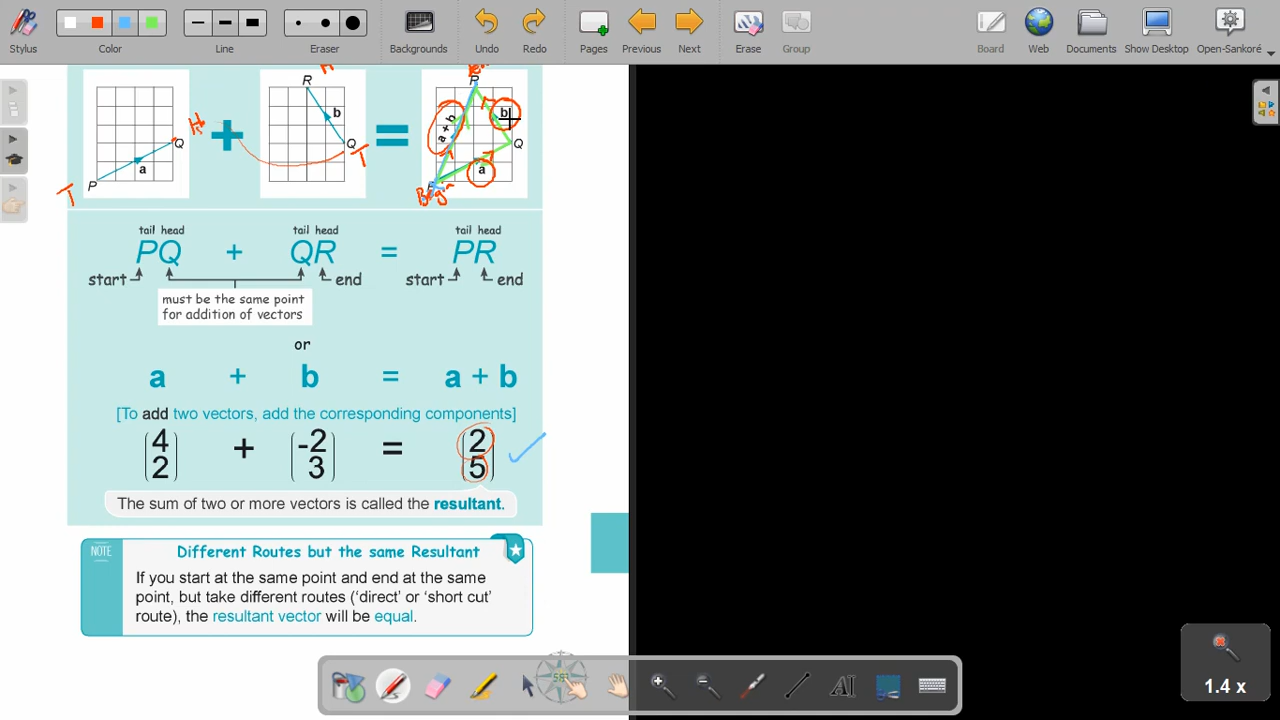 Stylus Color Line Eraser Backgrounds Undo Redo Pages Previous Next Erase Group Board Web Documents Show Desktop Open-Sankoré
R R
H b b
Q a + b Q
a Q T a
T P Begn
tail head tail head tail head
PQ + QR = PR
start end start end
must be the same point
for addition of vectors
or
a + b = a + b
[To add two vectors, add the corresponding components]
4 -2 2
+ =
2 3 5
The sum of two or more vectors is called the resultant.
NOTE Different Routes but the same Resultant
If you start at the same point and end at the same
point, but take different routes ('direct' or 'short cut'
route), the resultant vector will be equal.
1.4 x